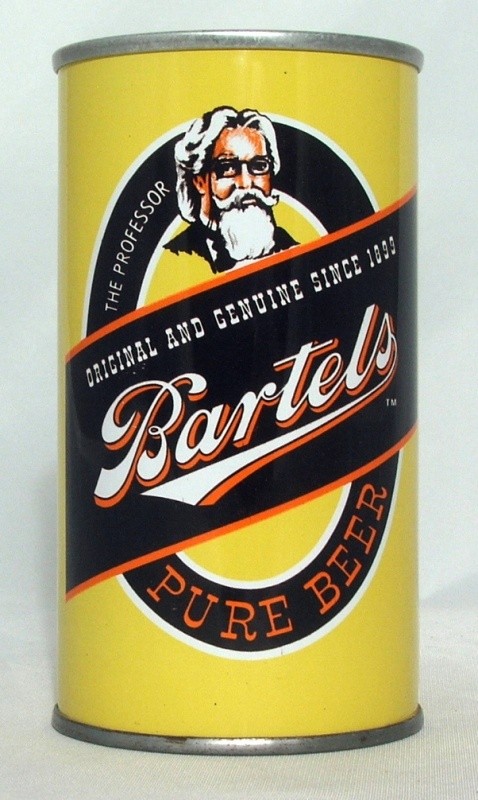 THE PROFESSOR
ORIGINAL AND GENUINE SINCE 1893
Bartels
TM
PURE BEER